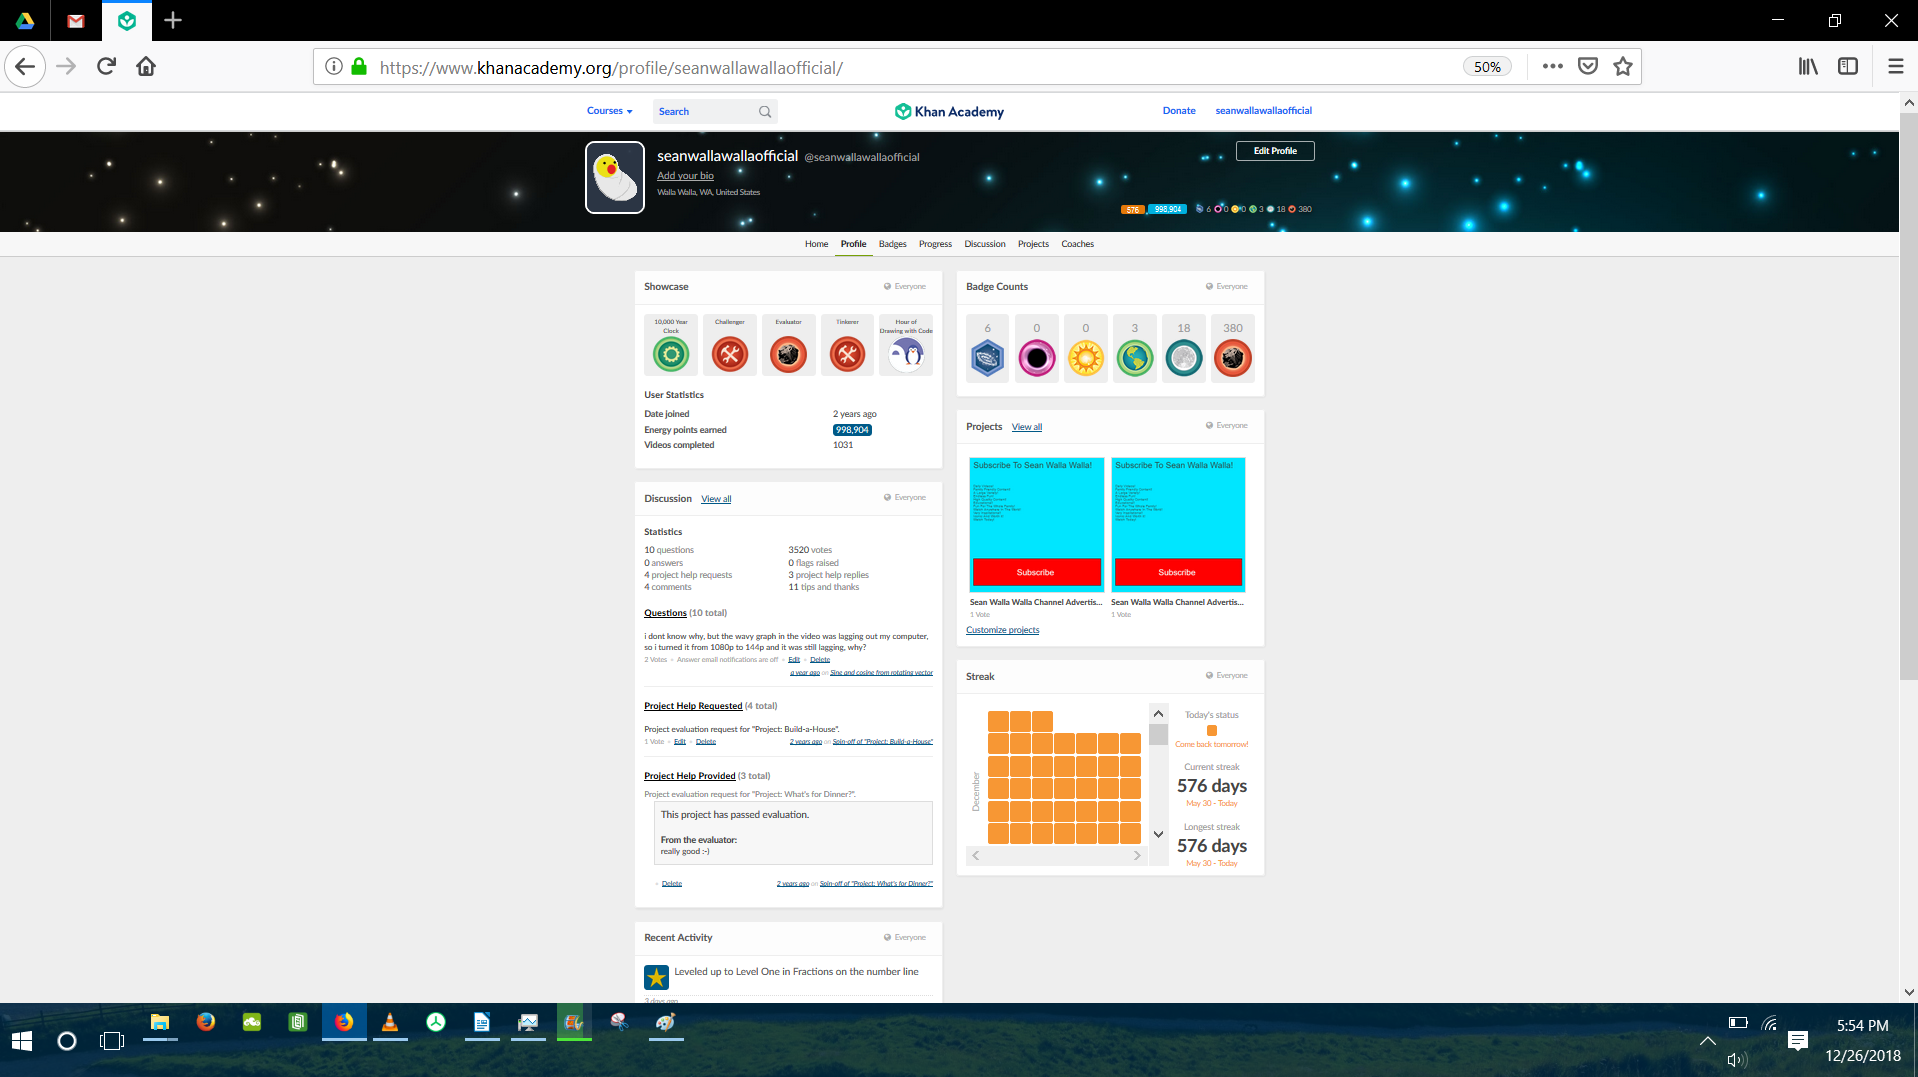 https://www.khanacademy.org/profile/seanwallawallaofficial/
50%
Courses
Search
Khan Academy
Donate
seanwallawallaofficial
seanwallawallaofficial @seanwallawallaofficial
Add your bio
Walla Walla, WA, United States
Edit Profile
576 998,904 6 0 0 3 18 380
Home Profile Badges Progress Discussion Projects Coaches
Showcase
Everyone
10,000 Year Clock
Challenger
Evaluator
Tinkerer
Hour of Drawing with Code
User Statistics
Date joined 2 years ago
Energy points earned 998,904
Videos completed 1031
Discussion View all
Everyone
Statistics
10 questions 3520 votes
0 answers 0 flags raised
4 project help requests 3 project help replies
4 comments 11 tips and thanks
Questions (10 total)
i dont know why, but the wavy graph in the video was lagging out my computer,
so i turned it from 1080p to 144p and it was still lagging, why?
2 Votes • Answer email notifications are off • Edit • Delete
a year ago on Sine and cosine from rotating vector
Project Help Requested (4 total)
Project evaluation request for "Project: Build-a-House".
1 Vote • Edit • Delete 2 years ago on Spin-off of "Project: Build-a-House"
Project Help Provided (3 total)
Project evaluation request for "Project: What's for Dinner?".
This project has passed evaluation.
From the evaluator:
really good :-)
• Delete 2 years ago on Spin-off of "Project: What's for Dinner?"
Recent Activity
Everyone
Leveled up to Level One in Fractions on the number line
3 days ago
Badge Counts
Everyone
6 0 0 3 18 380
Projects View all
Everyone
Subscribe To Sean Walla Walla!
Subscribe
Sean Walla Walla Channel Advertis...
1 Vote
Subscribe To Sean Walla Walla!
Subscribe
Sean Walla Walla Channel Advertis...
1 Vote
Customize projects
Streak
Everyone
December
Today's status
Come back tomorrow!
Current streak
576 days
May 30 - Today
Longest streak
576 days
May 30 - Today
5:54 PM
12/26/2018